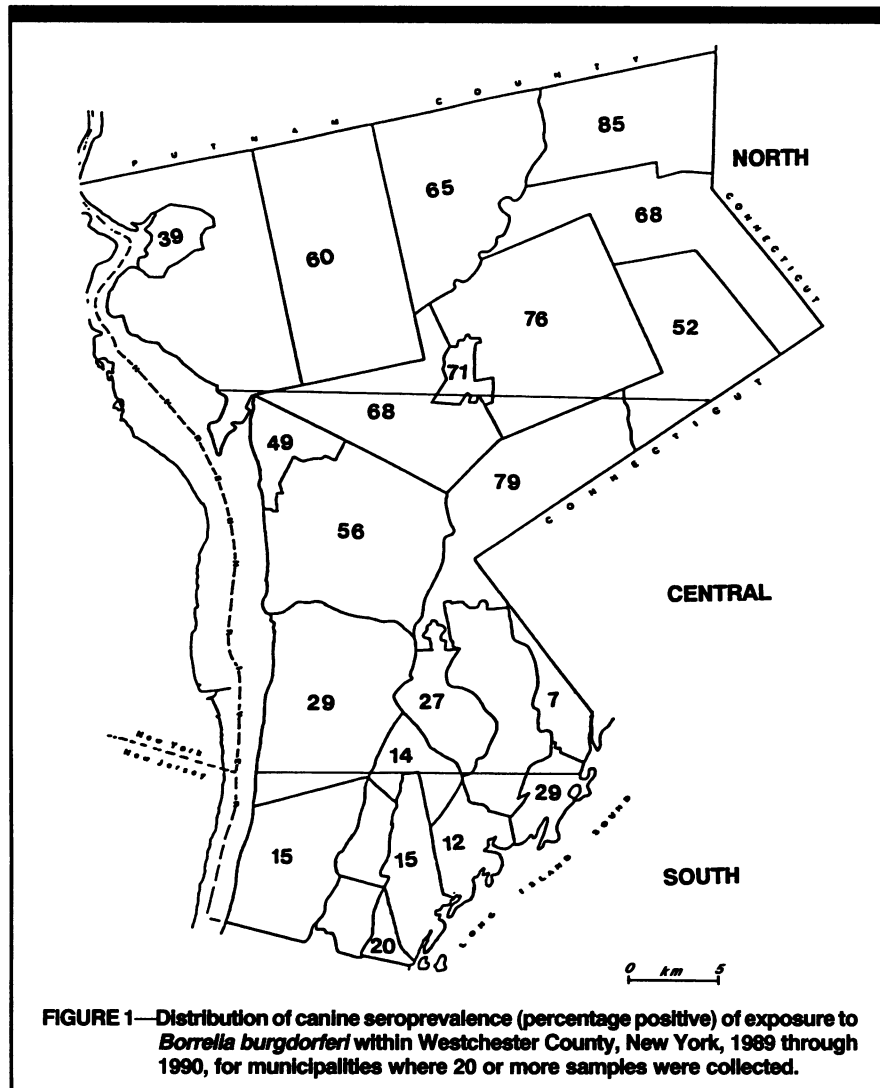 PUTNAM COUNTY
85
NORTH
65
68
CONNECTICUT
39
60
76
52
71
68
CONNECTICUT
49
79
56
CENTRAL
29
27
7
14
New York
New Jersey
29
15
15
12
LONG ISLAND SOUND
SOUTH
20
0 km 5
FIGURE 1—Distribution of canine seroprevalence (percentage positive) of exposure to
Borrelia burgdorferi within Westchester County, New York, 1989 through
1990, for municipalities where 20 or more samples were collected.